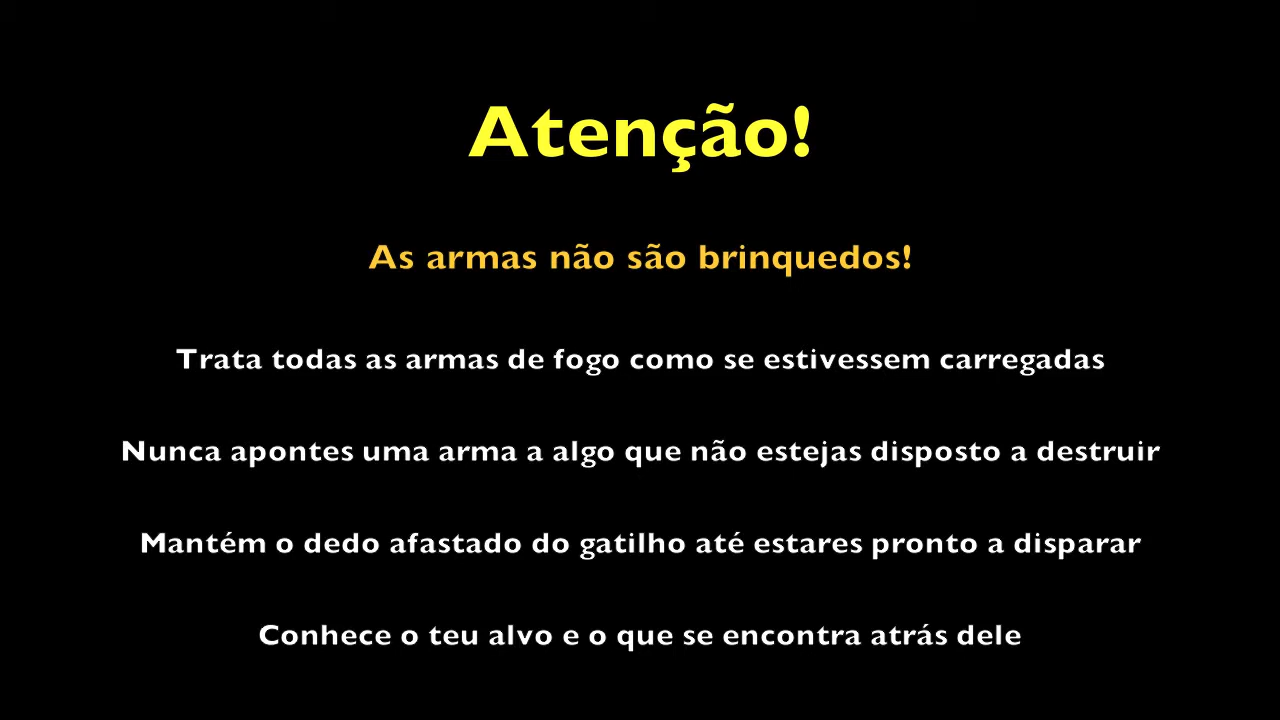 Atenção!
As armas não são brinquedos!
Trata todas as armas de fogo como se estivessem carregadas
Nunca apontes uma arma a algo que não estejas disposto a destruir
Mantém o dedo afastado do gatilho até estares pronto a disparar
Conhece o teu alvo e o que se encontra atrás dele